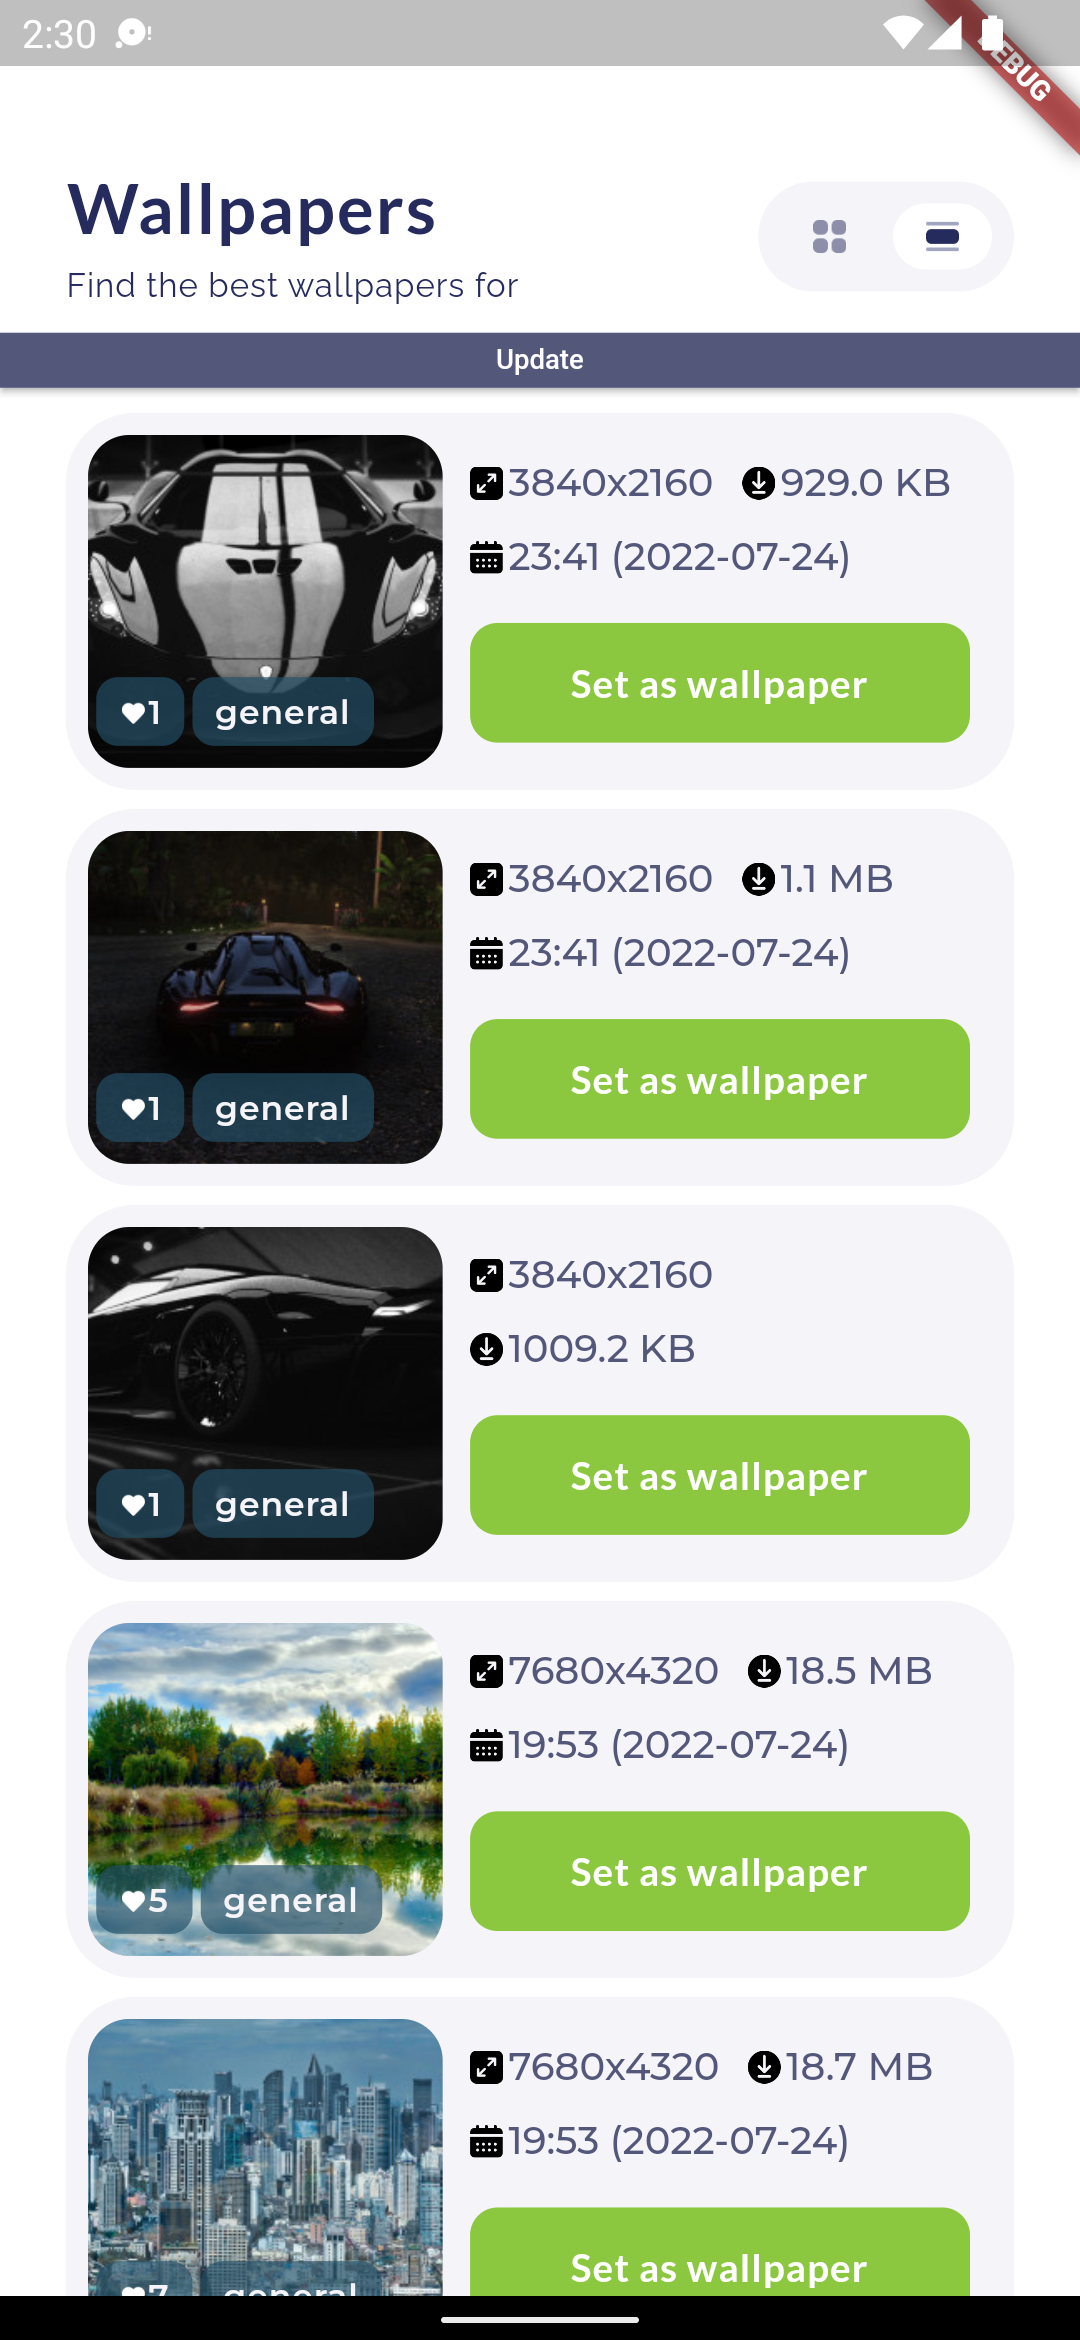 2:30
DEBUG
Wallpapers
Find the best wallpapers for
Update
3840x2160 929.0 KB
23:41 (2022-07-24)
Set as wallpaper
1 general
3840x2160 1.1 MB
23:41 (2022-07-24)
Set as wallpaper
1 general
3840x2160
1009.2 KB
Set as wallpaper
1 general
7680x4320 18.5 MB
19:53 (2022-07-24)
Set as wallpaper
5 general
7680x4320 18.7 MB
19:53 (2022-07-24)
Set as wallpaper
7 general